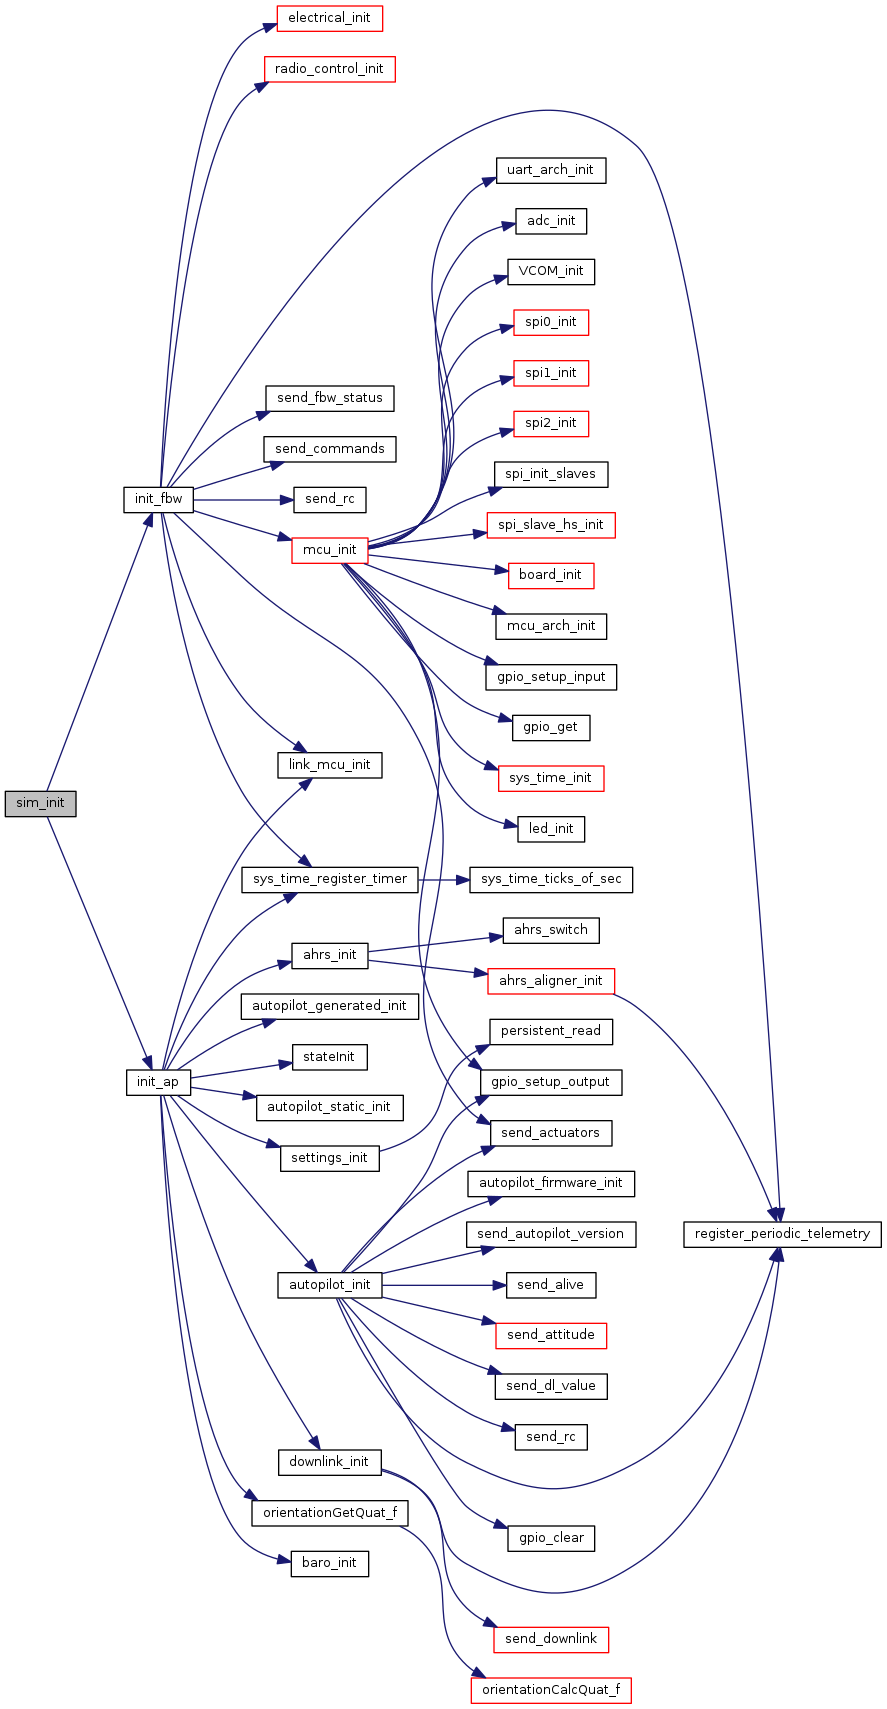 electrical_init
radio_control_init
uart_arch_init
adc_init
VCOM_init
spi0_init
spi1_init
send_fbw_status
spi2_init
send_commands
spi_init_slaves
init_fbw
send_rc
spi_slave_hs_init
mcu_init
board_init
mcu_arch_init
gpio_setup_input
gpio_get
link_mcu_init
sys_time_init
sim_init
led_init
sys_time_register_timer
sys_time_ticks_of_sec
ahrs_switch
ahrs_init
ahrs_aligner_init
autopilot_generated_init
persistent_read
stateInit
init_ap
gpio_setup_output
autopilot_static_init
send_actuators
settings_init
autopilot_firmware_init
send_autopilot_version
register_periodic_telemetry
autopilot_init
send_alive
send_attitude
send_dl_value
send_rc
downlink_init
orientationGetQuat_f
gpio_clear
baro_init
send_downlink
orientationCalcQuat_f